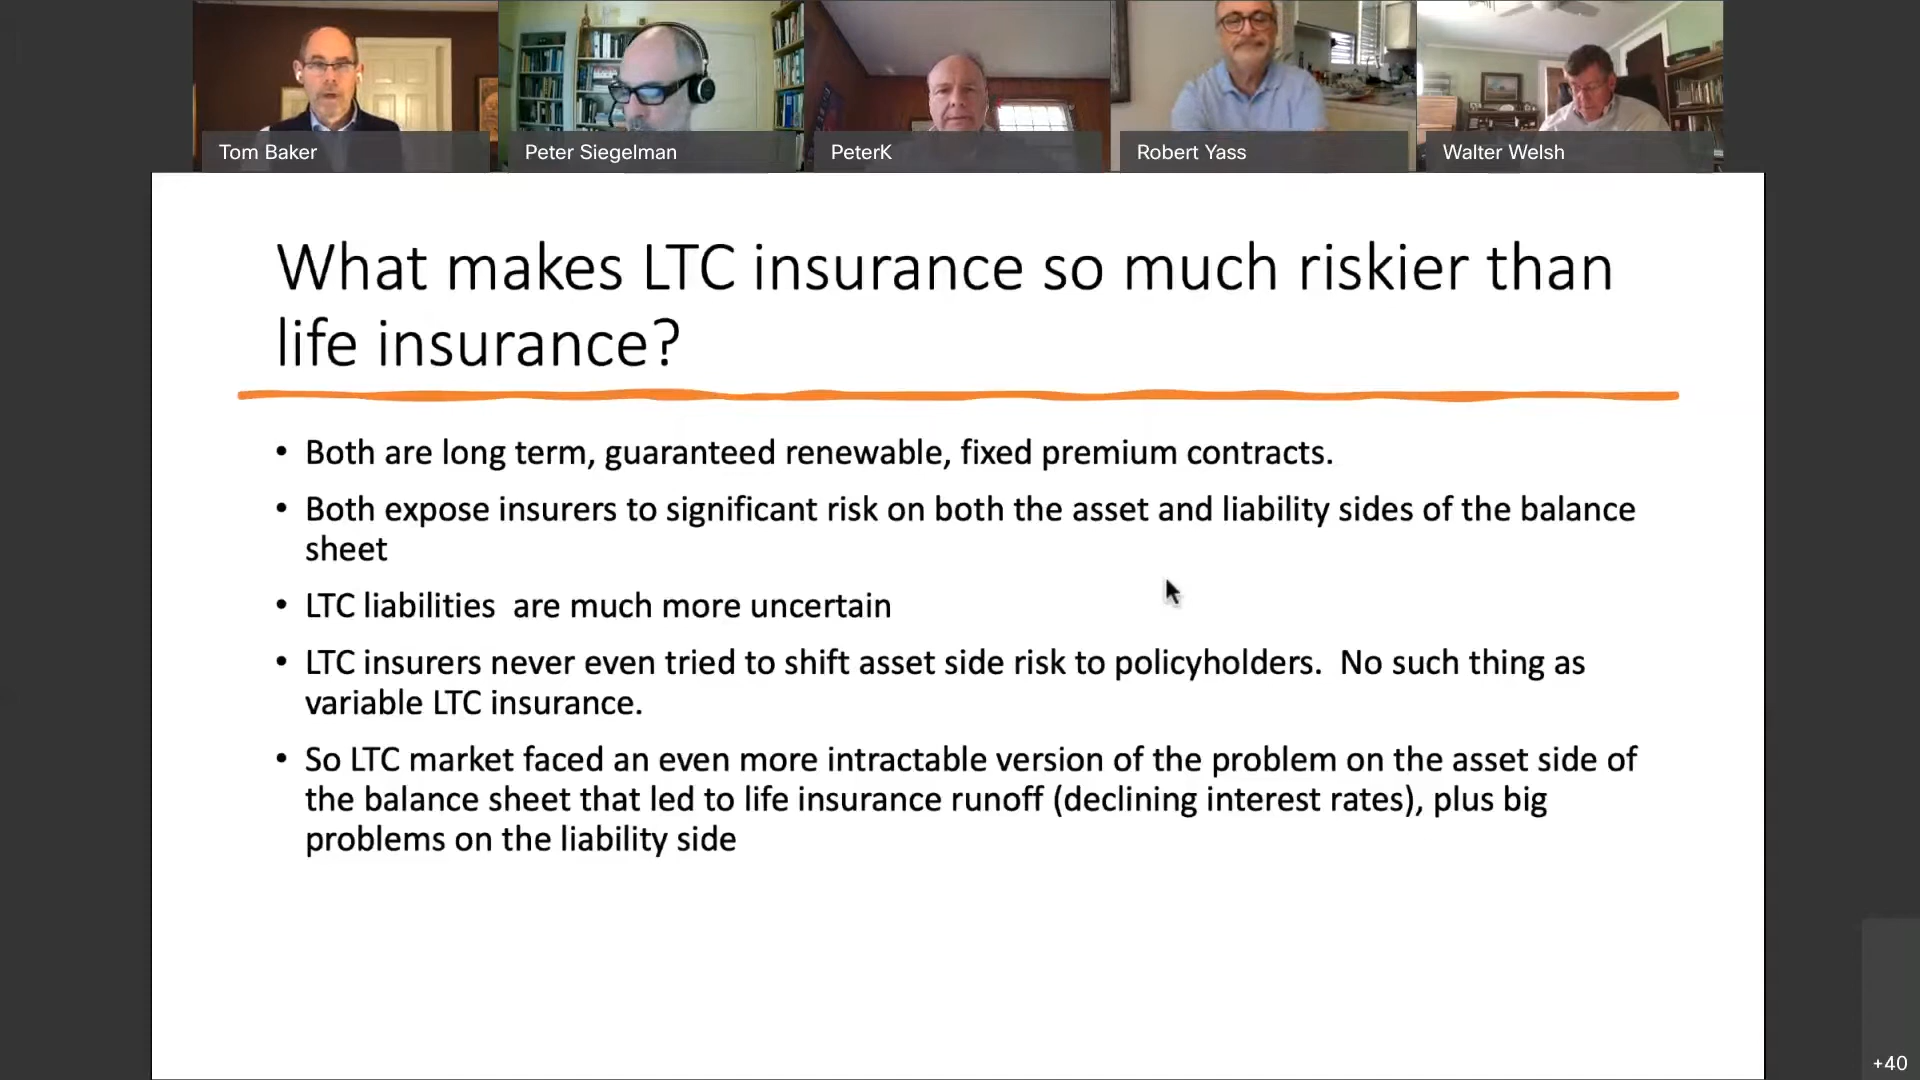 Tom Baker
Peter Siegelman
PeterK
Robert Yass
Walter Welsh
What makes LTC insurance so much riskier than
life insurance?
• Both are long term, guaranteed renewable, fixed premium contracts.
• Both expose insurers to significant risk on both the asset and liability sides of the balance
sheet
• LTC liabilities  are much more uncertain
• LTC insurers never even tried to shift asset side risk to policyholders.  No such thing as
variable LTC insurance.
• So LTC market faced an even more intractable version of the problem on the asset side of
the balance sheet that led to life insurance runoff (declining interest rates), plus big
problems on the liability side
+40